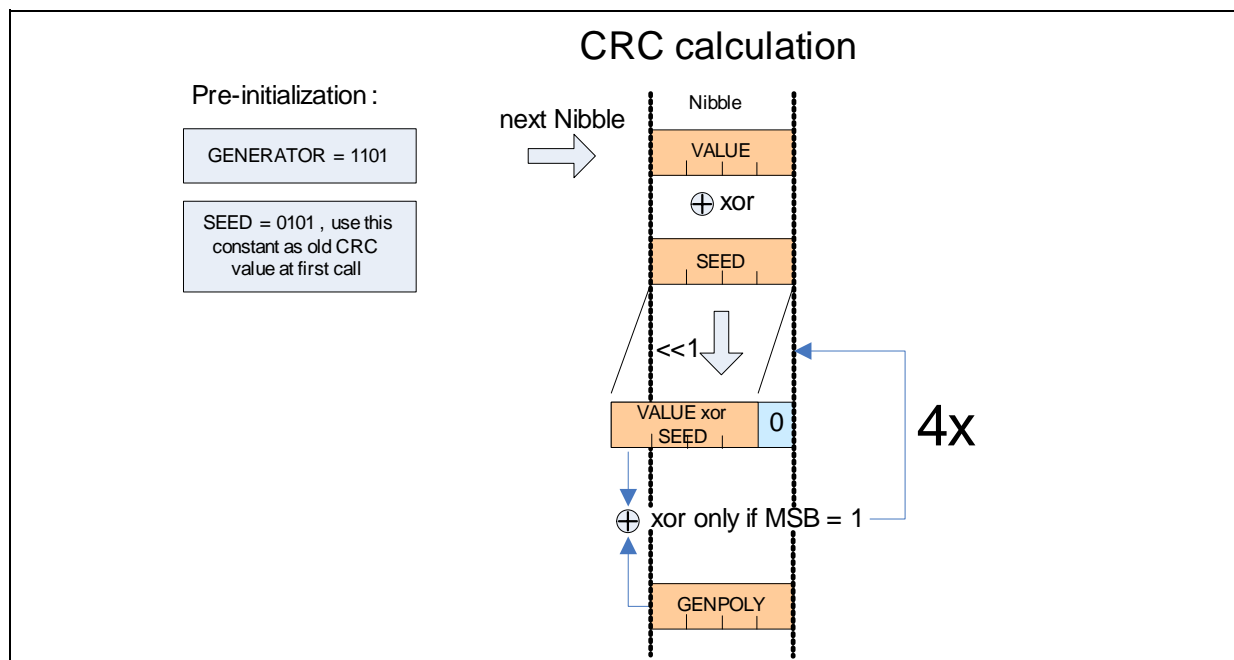 CRC calculation
Pre-initialization :
GENERATOR = 1101
SEED = 0101 , use this
constant as old CRC
value at first call
next Nibble
Nibble
VALUE
xor
SEED
<<1
VALUE xor
SEED
0
4x
xor only if MSB = 1
GENPOLY